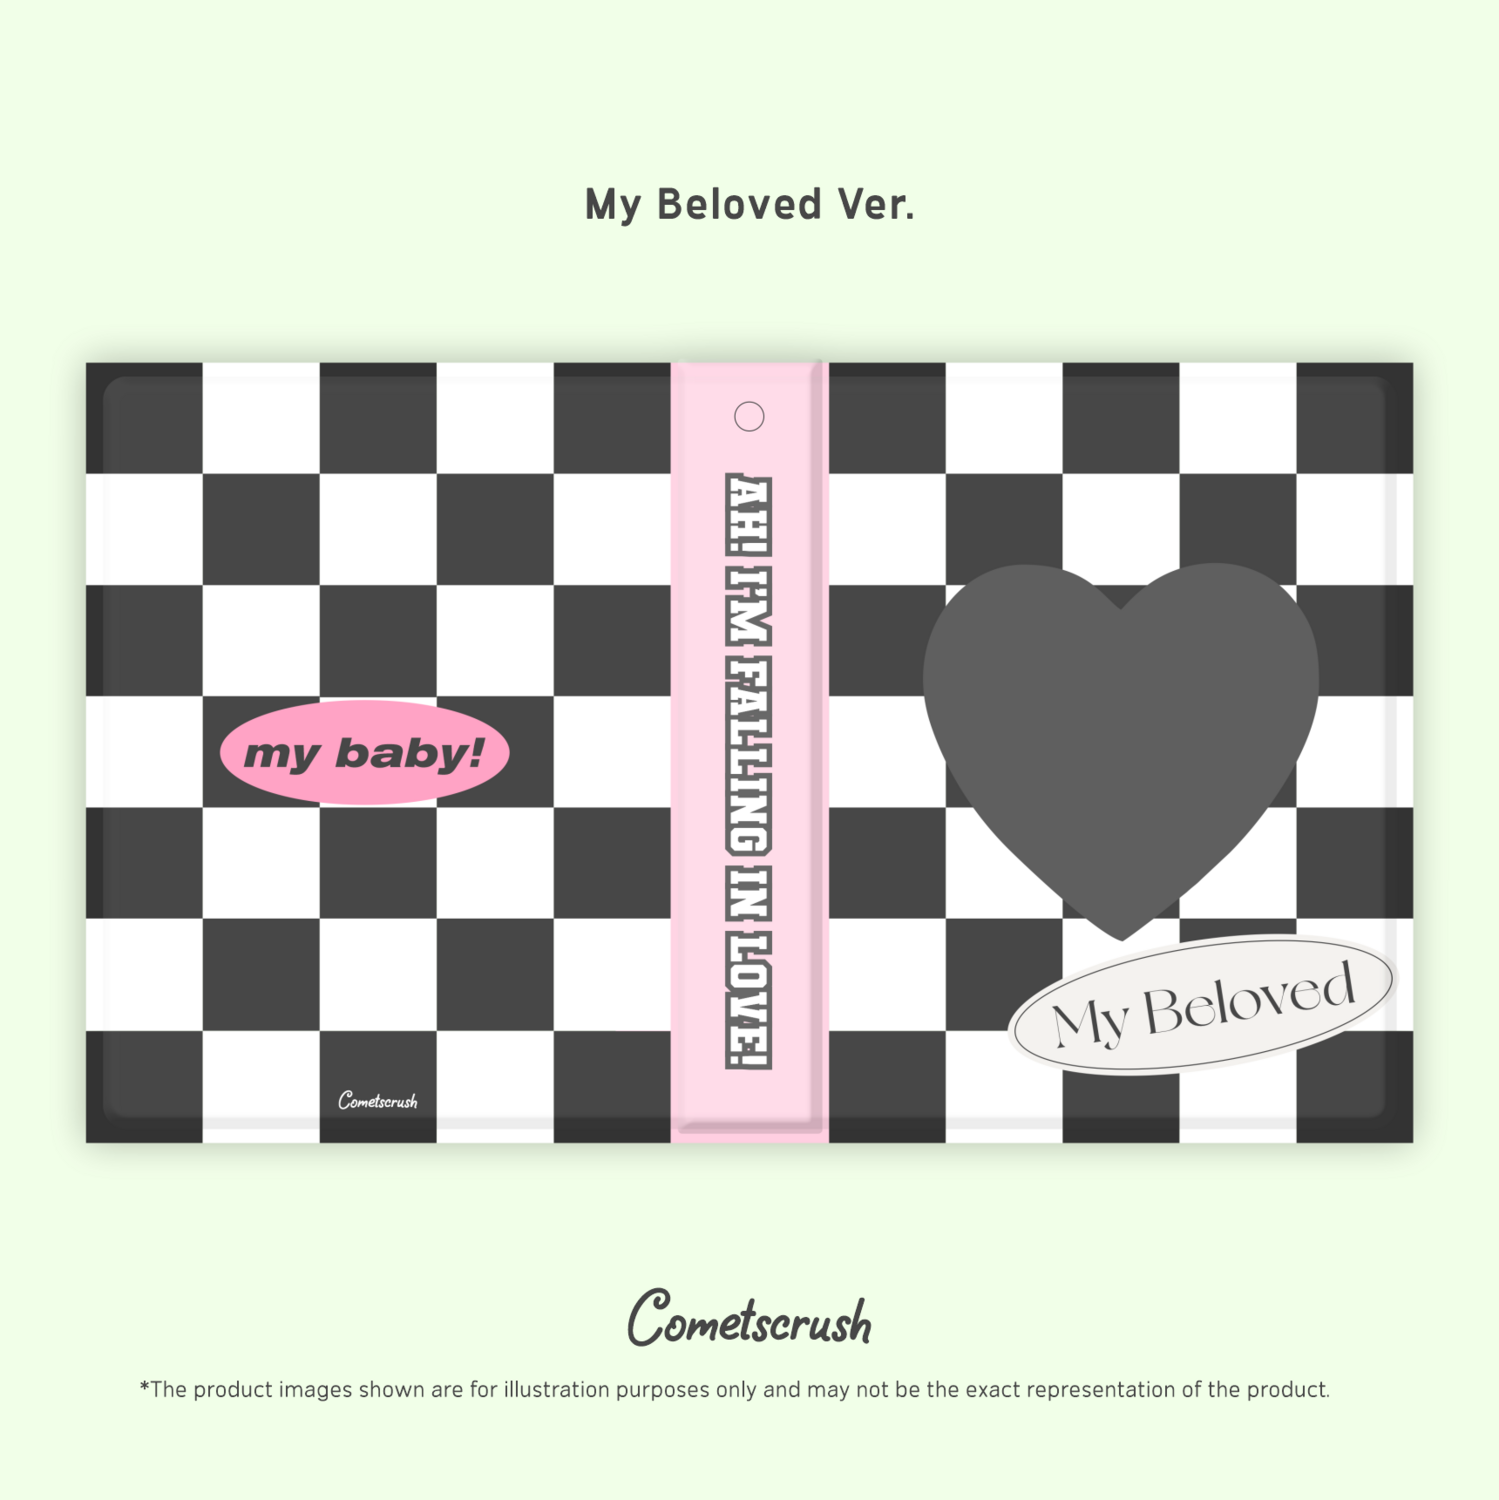 My Beloved Ver.
my baby!
Cometscrush
AH! I'M FALLING IN LOVE!
My Beloved
Cometscrush
*The product images shown are for illustration purposes only and may not be the exact representation of the product.